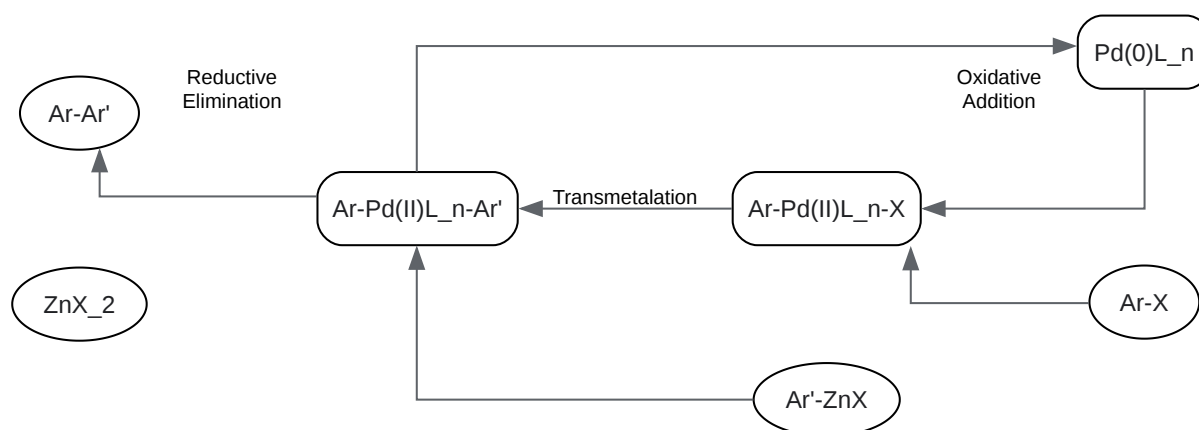 Pd(0)L_n
Reductive
Elimination
Oxidative
Addition
Ar-Ar'
Ar-Pd(II)L_n-Ar'
Transmetalation
Ar-Pd(II)L_n-X
ZnX_2
Ar-X
Ar'-ZnX